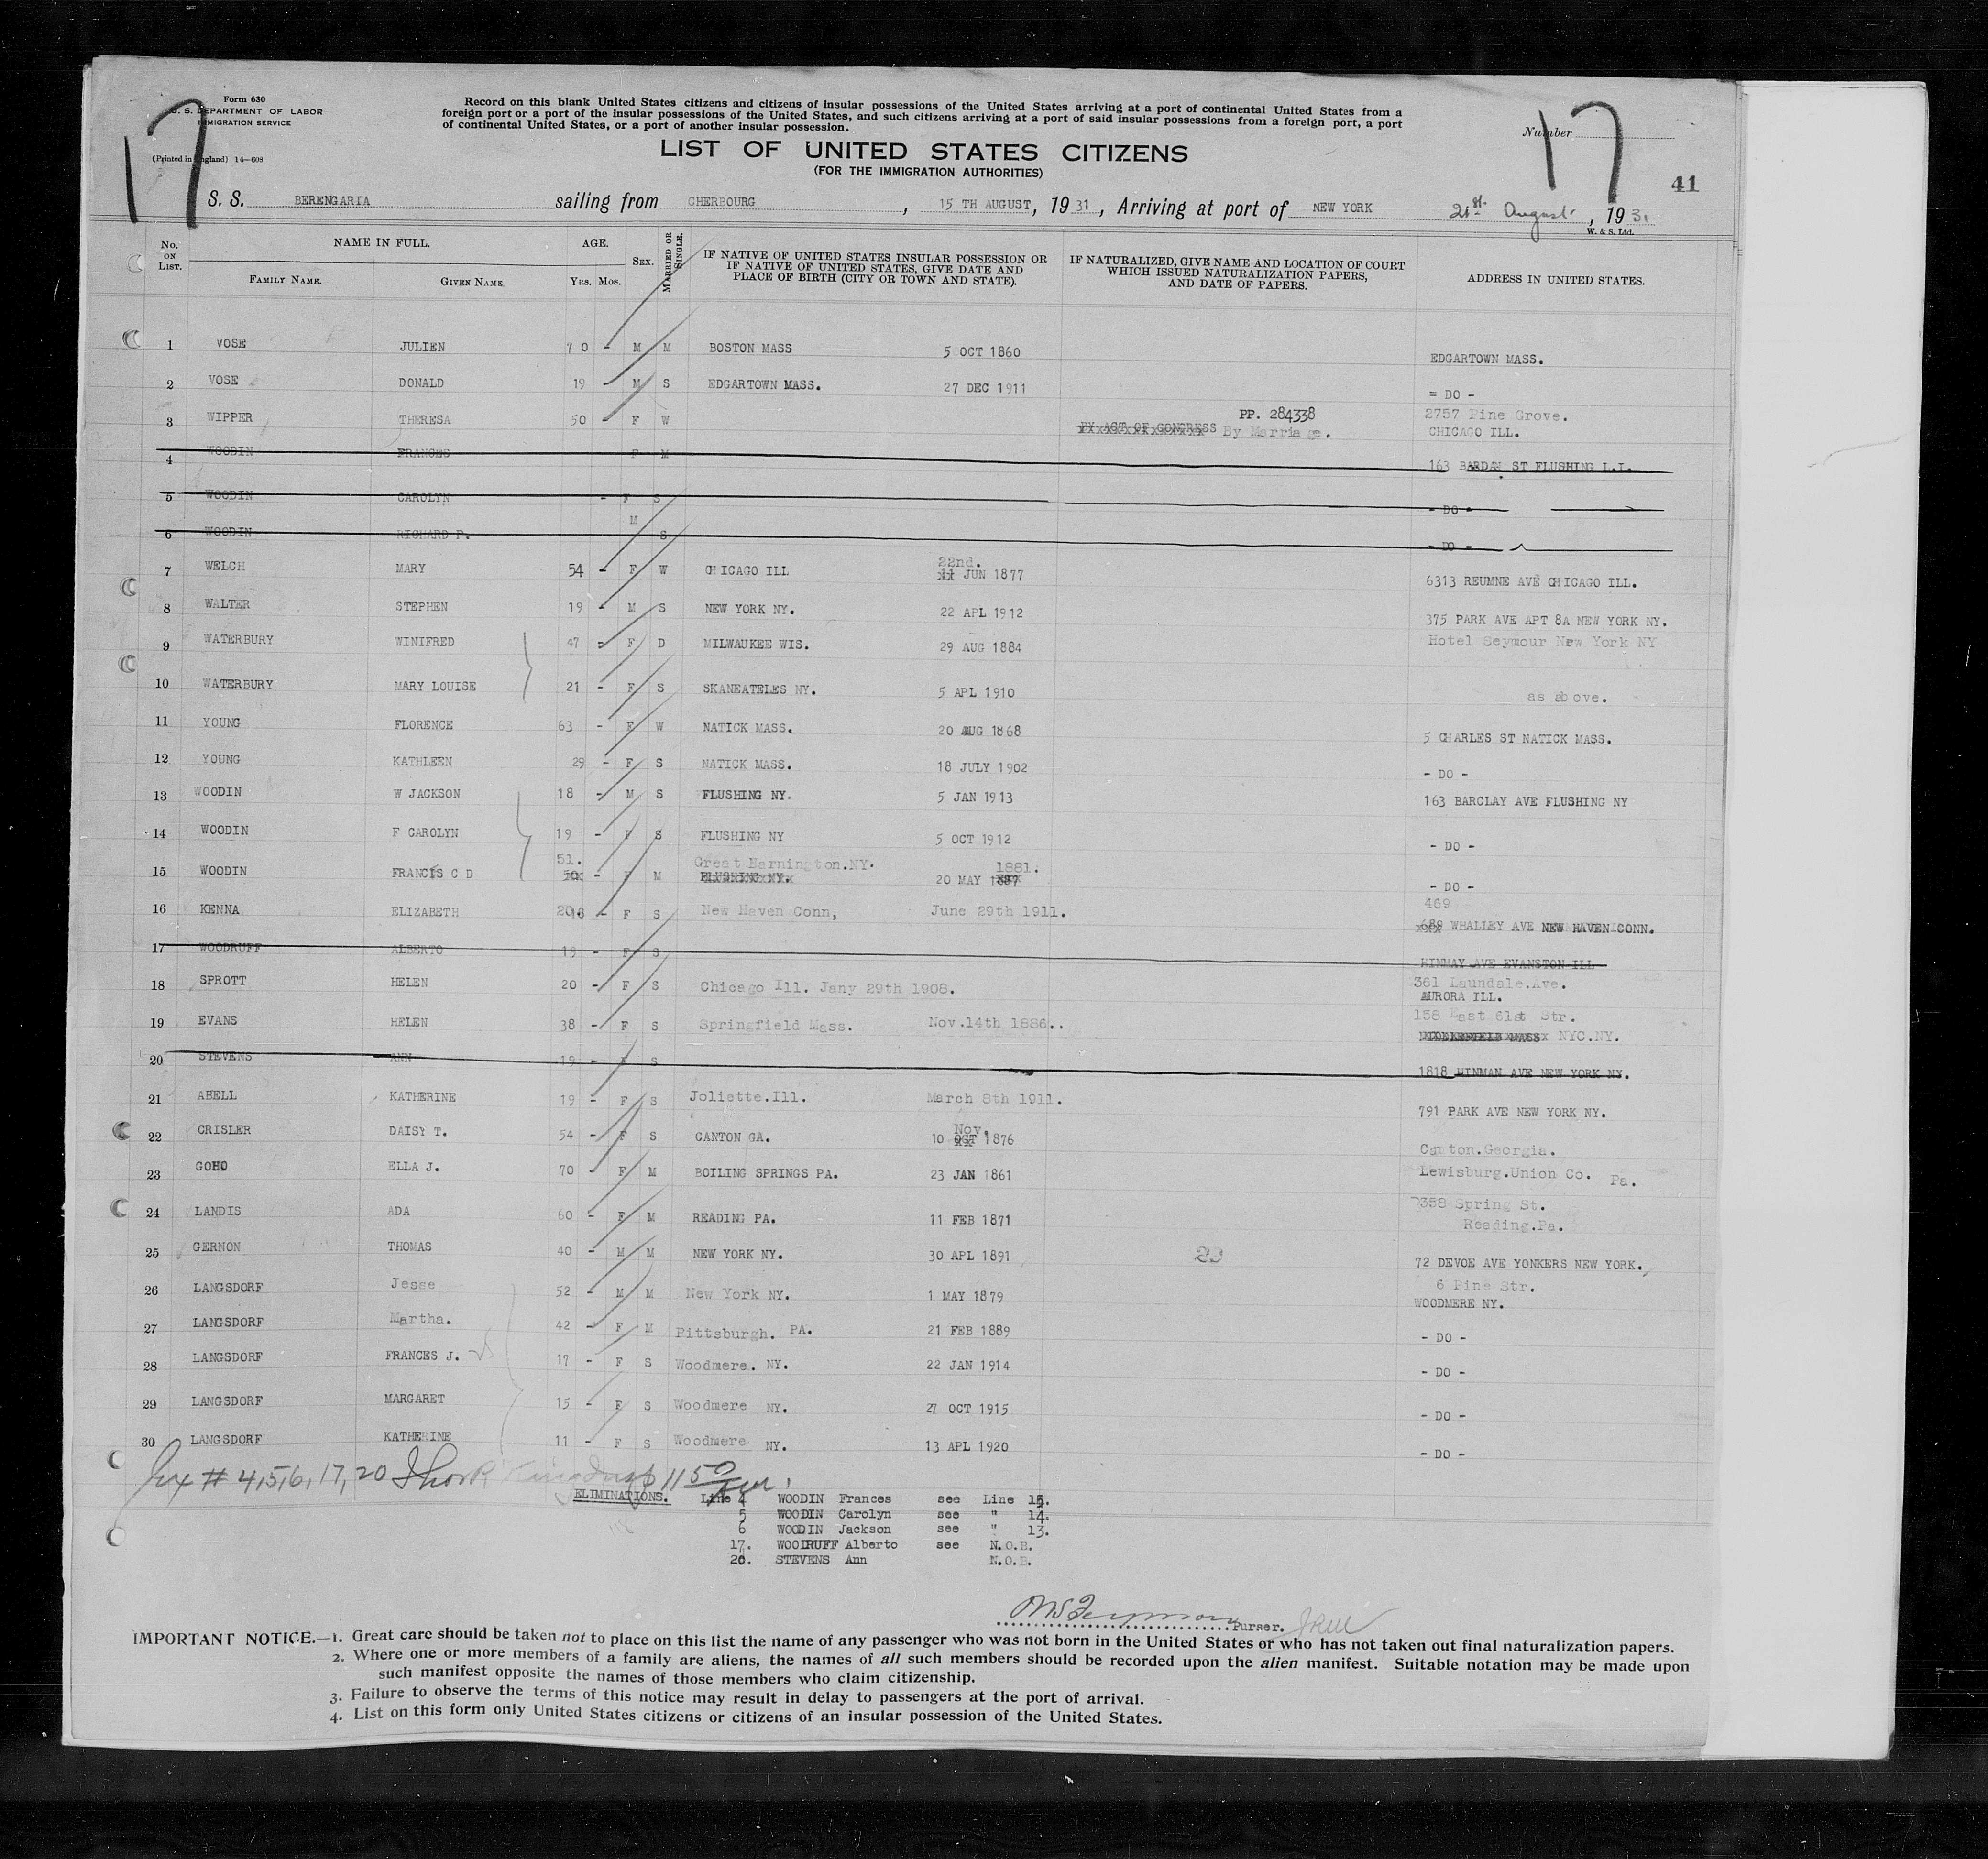 Form 630
U. S. DEPARTMENT OF LABOR
IMMIGRATION SERVICE
(Printed in England) 14—608
17
Record on this blank United States citizens and citizens of insular possessions of the United States arriving at a port of continental United States from a
foreign port or a port of the insular possessions of the United States, and such citizens arriving at a port of said insular possessions from a foreign port, a port
of continental United States, or a port of another insular possession.
Number
17
41
LIST OF UNITED STATES CITIZENS
(FOR THE IMMIGRATION AUTHORITIES)
S. S. BERENGARIA sailing from CHERBOURG, 15 TH AUGUST, 1931, Arriving at port of NEW YORK 21st August, 1931
W. & S. Ltd.
No. ON LIST. NAME IN FULL. FAMILY NAME. GIVEN NAME. AGE. YRS. MOS. SEX. MARRIED OR SINGLE. IF NATIVE OF UNITED STATES INSULAR POSSESSION OR IF NATIVE OF UNITED STATES, GIVE DATE AND PLACE OF BIRTH (CITY OR TOWN AND STATE). IF NATURALIZED, GIVE NAME AND LOCATION OF COURT WHICH ISSUED NATURALIZATION PAPERS, AND DATE OF PAPERS. ADDRESS IN UNITED STATES.
1 VOSE JULIEN 70 - M M BOSTON MASS 5 OCT 1860 EDGARTOWN MASS.
2 VOSE DONALD 19 - M S EDGARTOWN MASS. 27 DEC 1911 = DO -
3 WIPPER THERESA 50 - F W PP. 284338 BY ACT OF CONGRESS By Marriage. 2757 Pine Grove. CHICAGO ILL.
4 WOODIN FRANCES F M 163 BARDAY ST FLUSHING L.I.
5 WOODIN CAROLYN - F S - DO -
6 WOODIN RICHARD P. M S - DO -
7 WELCH MARY 54 - F W CHICAGO ILL 22nd. 11 JUN 1877 6313 REUMNE AVE CHICAGO ILL.
8 WALTER STEPHEN 19 - M S NEW YORK NY. 22 APL 1912 375 PARK AVE APT 8A NEW YORK NY.
9 WATERBURY WINIFRED 47 - F D MILWAUKEE WIS. 29 AUG 1884 Hotel Seymour New York NY
10 WATERBURY MARY LOUISE 21 - F S SKANEATELES NY. 5 APL 1910 as above.
11 YOUNG FLORENCE 63 - F W NATICK MASS. 20 AUG 1868 5 CHARLES ST NATICK MASS.
12 YOUNG KATHLEEN 29 - F S NATICK MASS. 18 JULY 1902 - DO -
13 WOODIN W JACKSON 18 - M S FLUSHING NY. 5 JAN 1913 163 BARCLAY AVE FLUSHING NY
14 WOODIN F CAROLYN 19 - F S FLUSHING NY 5 OCT 1912 - DO -
15 WOODIN FRANCIS C D 51. 50 - F M Great Barnington.NY. FLUSHING NY. 20 MAY 1881. 1887 - DO -
16 KENNA ELIZABETH 20 - F S New Haven Conn, June 29th 1911. 469 689 WHALLEY AVE NEW HAVEN CONN.
17 WOODRUFF ALBERTO 19 - F S HINMAY AVE EVANSTON ILL
18 SPROTT HELEN 20 - F S Chicago Ill. Jany 29th 1908. 361 Laundale.Ave. AURORA ILL.
19 EVANS HELEN 38 - F S Springfield Mass. Nov.14th 1886.. 158 East 61st Str. NYC.NY.
20 STEVENS ANN 19 - F S 1818 HINMAN AVE NEW YORK NY.
21 ABELL KATHERINE 19 - F S Joliette.Ill. March 8th 1911. 791 PARK AVE NEW YORK NY.
22 CRISLER DAISY T. 54 - F S CANTON GA. Nov. 10 OCT 1876 Canton.Georgia.
23 GOHO ELLA J. 70 - F M BOILING SPRINGS PA. 23 JAN 1861 Lewisburg.Union Co. Pa.
24 LANDIS ADA 60 - F M READING PA. 11 FEB 1871 358 Spring St. Reading.Pa.
25 GERNON THOMAS 40 - M M NEW YORK NY. 30 APL 1891 72 DEVOE AVE YONKERS NEW YORK.
26 LANGSDORF Jesse 52 - M M New York NY. 1 MAY 1879 6 Pine Str. WOODMERE NY.
27 LANGSDORF Martha. 42 - F M Pittsburgh. PA. 21 FEB 1889 - DO -
28 LANGSDORF FRANCES J. 17 - F S Woodmere. NY. 22 JAN 1914 - DO -
29 LANGSDORF MARGARET 15 - F S Woodmere NY. 27 OCT 1915 - DO -
30 LANGSDORF KATHERINE 11 - F S Woodmere NY. 13 APL 1920 - DO -
# 4,5,6,17,20
ELIMINATIONS. Line 4 WOODIN Frances see Line 15.
5 WOODIN Carolyn see " 14.
6 WOODIN Jackson see " 13.
17. WOODRUFF Alberto see N.O.B.
20. STEVENS Ann N.O.B.
Purser.
IMPORTANT NOTICE.—1. Great care should be taken not to place on this list the name of any passenger who was not born in the United States or who has not taken out final naturalization papers.
2. Where one or more members of a family are aliens, the names of all such members should be recorded upon the alien manifest. Suitable notation may be made upon
such manifest opposite the names of those members who claim citizenship.
3. Failure to observe the terms of this notice may result in delay to passengers at the port of arrival.
4. List on this form only United States citizens or citizens of an insular possession of the United States.